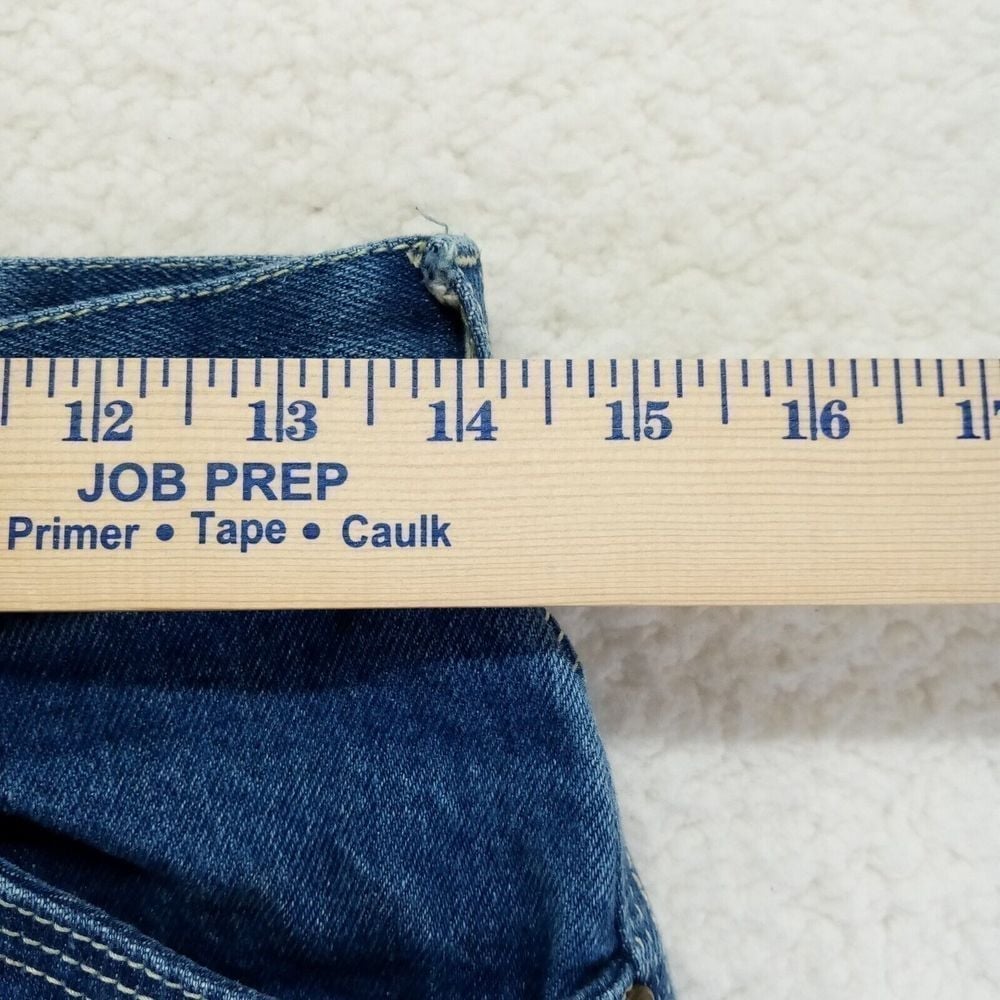 12 13 14 15 16
JOB PREP
Primer • Tape • Caulk